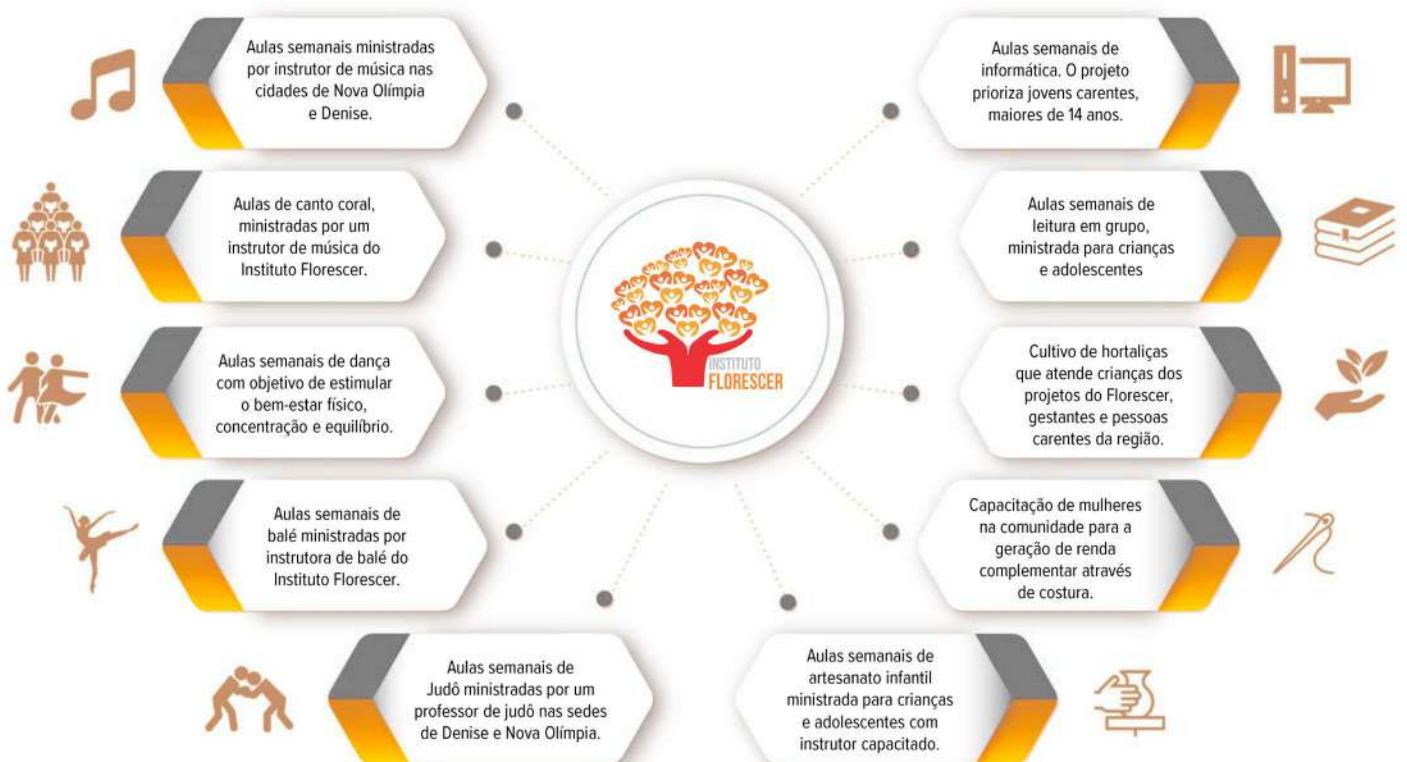 Aulas semanais ministradas
por instrutor de música nas
cidades de Nova Olímpia
e Denise.
Aulas de canto coral,
ministradas por um
instrutor de música do
Instituto Florescer.
Aulas semanais de dança
com objetivo de estimular
o bem-estar físico,
concentração e equilíbrio.
Aulas semanais de
balé ministradas por
instrutora de balé do
Instituto Florescer.
Aulas semanais de
Judô ministradas por um
professor de judô nas sedes
de Denise e Nova Olímpia.
INSTITUTO
FLORESCER
Aulas semanais de
informática. O projeto
prioriza jovens carentes,
maiores de 14 anos.
Aulas semanais de
leitura em grupo,
ministrada para crianças
e adolescentes
Cultivo de hortaliças
que atende crianças dos
projetos do Florescer,
gestantes e pessoas
carentes da região.
Capacitação de mulheres
na comunidade para a
geração de renda
complementar através
de costura.
Aulas semanais de
artesanato infantil
ministrada para crianças
e adolescentes com
instrutor capacitado.